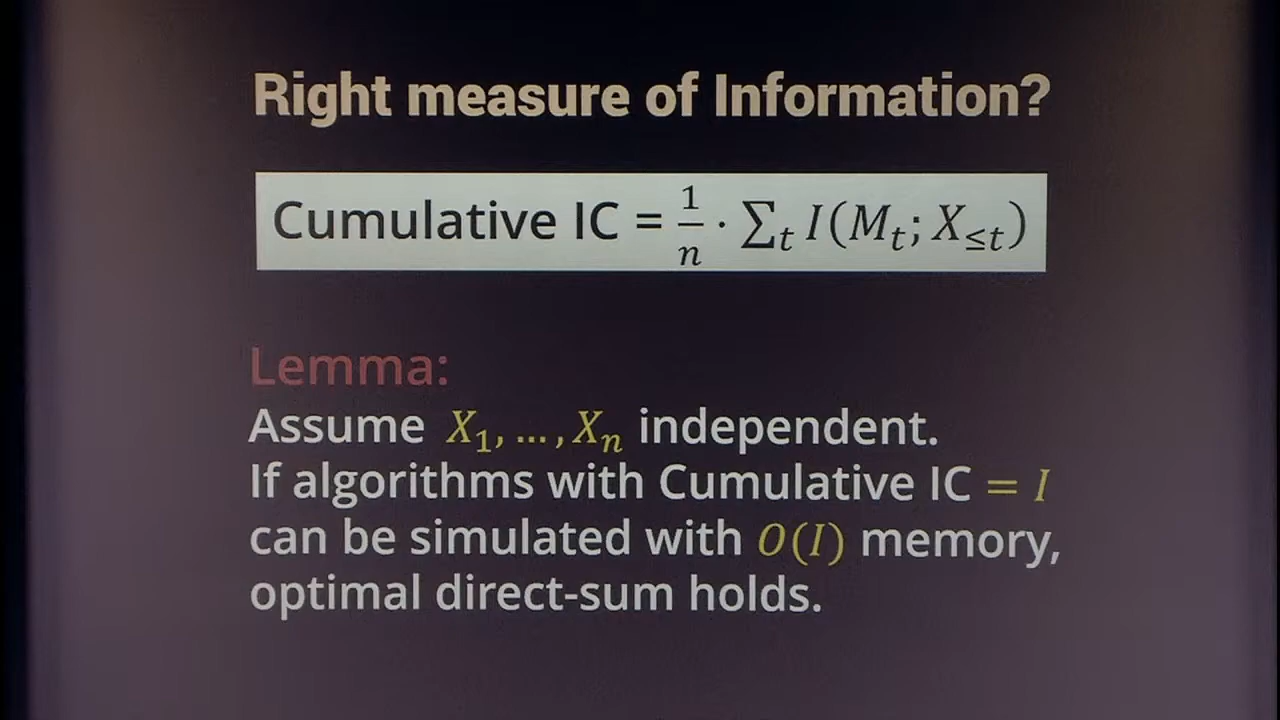 Right measure of Information?
Cumulative IC = \frac{1}{n} · ∑_t I(M_t; X_{≤t})
Lemma:
Assume X_1, ..., X_n independent.
If algorithms with Cumulative IC = I
can be simulated with O(I) memory,
optimal direct-sum holds.